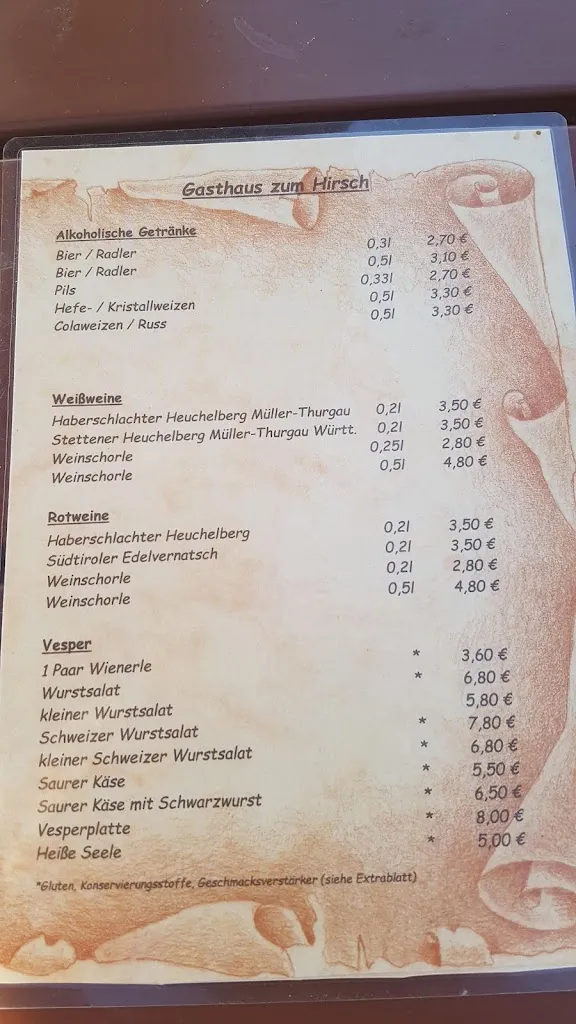 Gasthaus zum Hirsch
Alkoholische Getränke
Bier / Radler 0,3l 2,70 €
Bier / Radler 0,5l 3,10 €
Pils 0,33l 2,70 €
Hefe- / Kristallweizen 0,5l 3,30 €
Colaweizen / Russ 0,5l 3,30 €
Weißweine
Haberschlachter Heuchelberg Müller-Thurgau 0,2l 3,50 €
Stettener Heuchelberg Müller-Thurgau Württ. 0,2l 3,50 €
Weinschorle 0,25l 2,80 €
Weinschorle 0,5l 4,80 €
Rotweine
Haberschlachter Heuchelberg 0,2l 3,50 €
Südtiroler Edelvernatsch 0,2l 3,50 €
Weinschorle 0,2l 2,80 €
Weinschorle 0,5l 4,80 €
Vesper
1 Paar Wienerle * 3,60 €
Wurstsalat * 6,80 €
kleiner Wurstsalat 5,80 €
Schweizer Wurstsalat * 7,80 €
kleiner Schweizer Wurstsalat * 6,80 €
Saurer Käse * 5,50 €
Saurer Käse mit Schwarzwurst * 6,50 €
Vesperplatte * 8,00 €
Heiße Seele * 5,00 €
*Gluten, Konservierungsstoffe, Geschmacksverstärker (siehe Extrablatt)